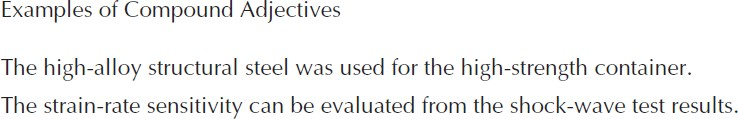 Examples of Compound Adjectives
The high-alloy structural steel was used for the high-strength container.
The strain-rate sensitivity can be evaluated from the shock-wave test results.